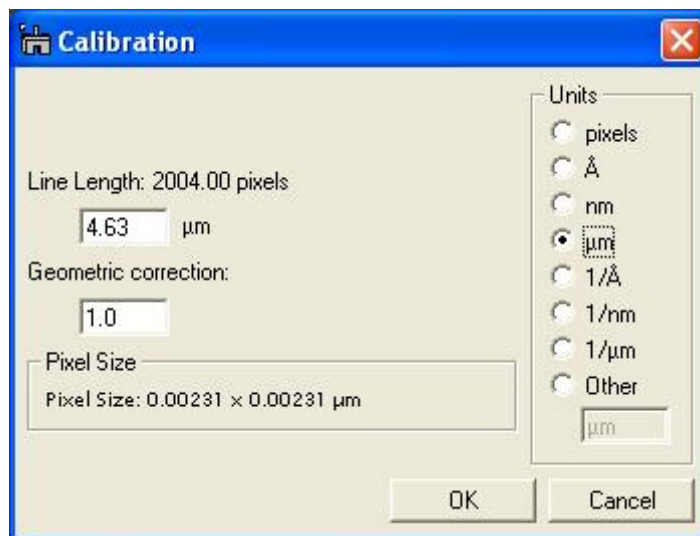 Calibration
Line Length: 2004.00 pixels
4.63 µm
Geometric correction:
1.0
Pixel Size
Pixel Size: 0.00231 x 0.00231 µm
Units
pixels
Å
nm
µm
1/Å
1/nm
1/µm
Other
µm
OK
Cancel